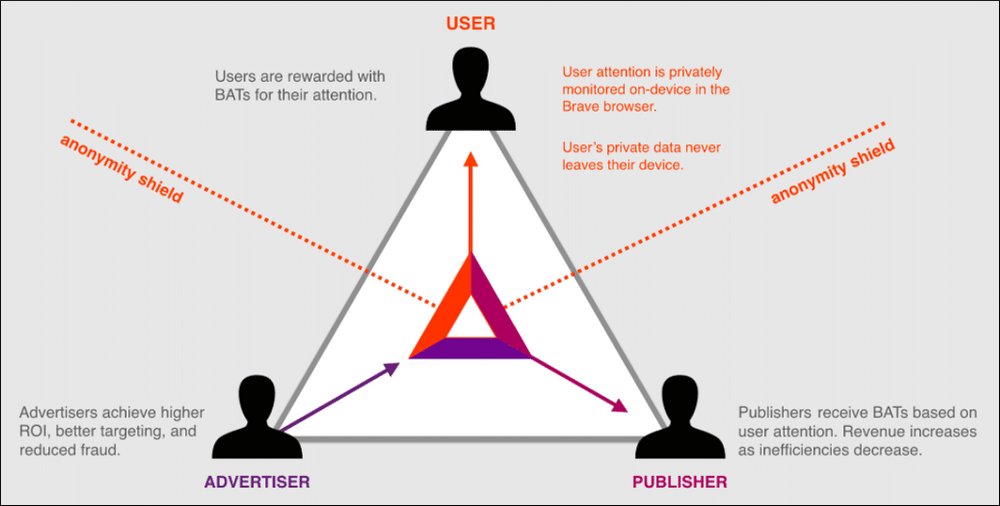 USER
Users are rewarded with
BATs for their attention.
User attention is privately
monitored on-device in the
Brave browser.
User's private data never
leaves their device.
anonymity shield
anonymity shield
Advertisers achieve higher
ROI, better targeting, and
reduced fraud.
ADVERTISER
Publishers receive BATs based on
user attention. Revenue increases
as inefficiencies decrease.
PUBLISHER